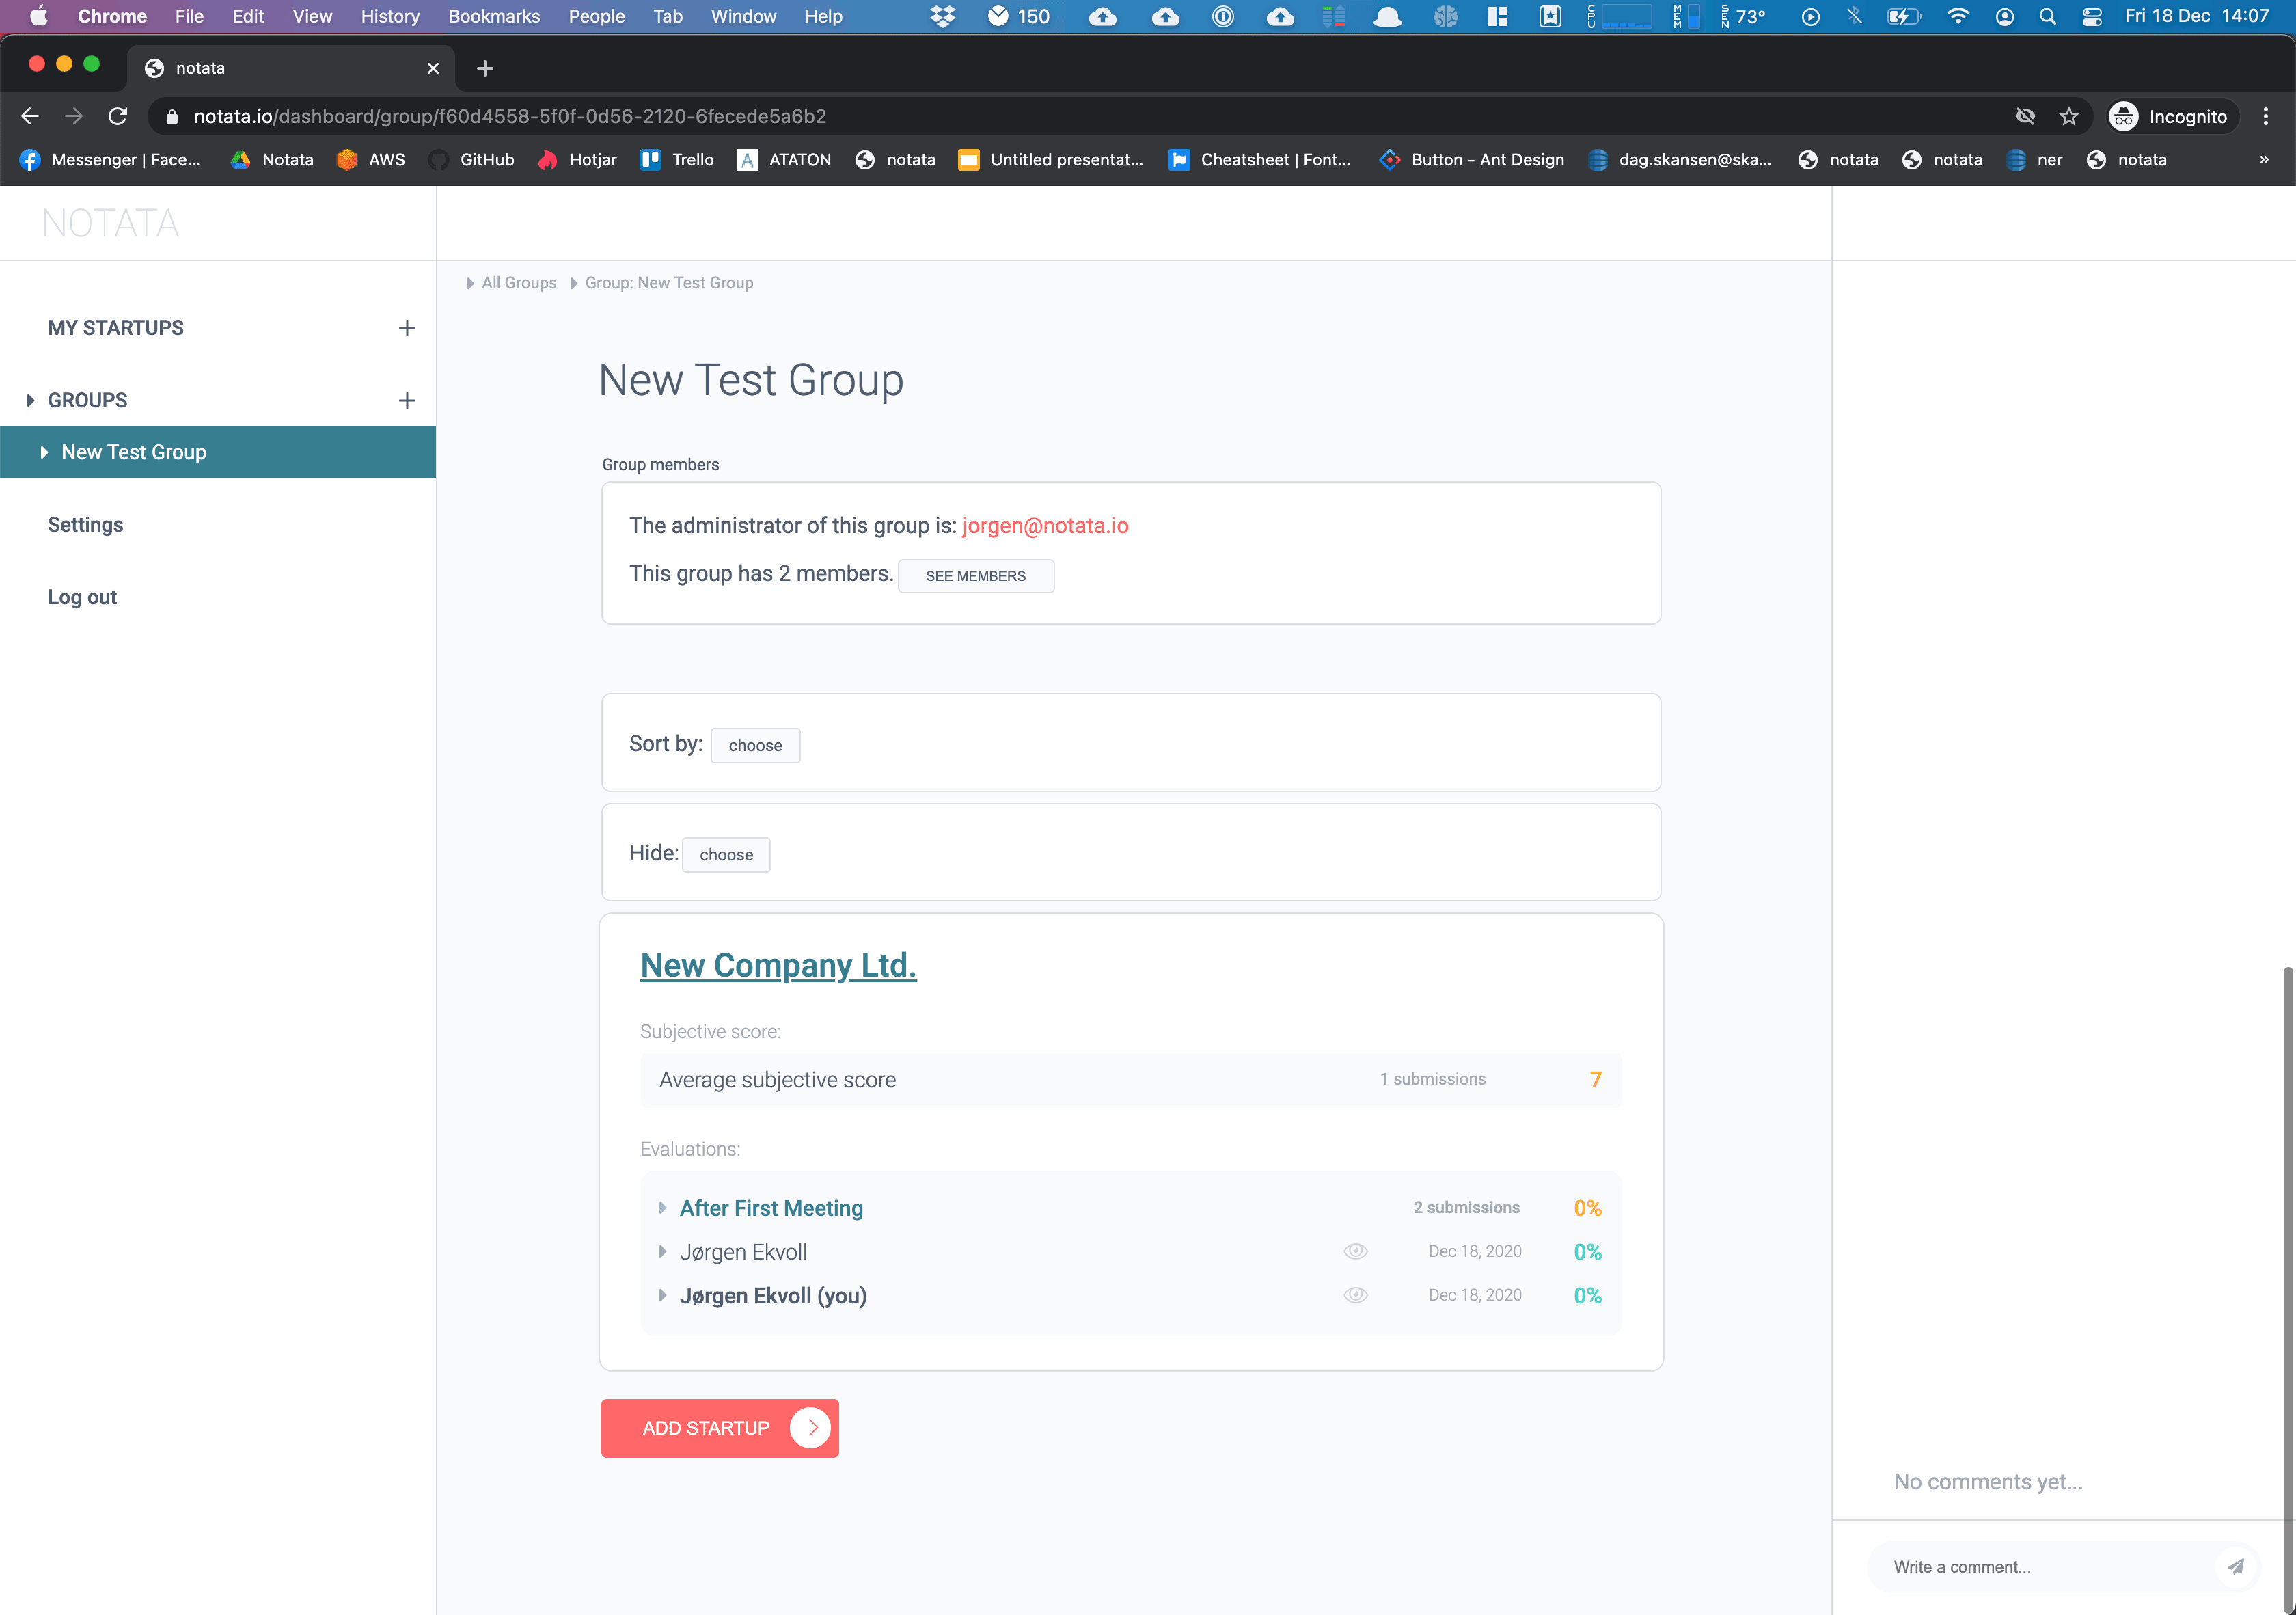 Chrome File Edit View History Bookmarks People Tab Window Help 150 CPU MEM SEN 73° Fri 18 Dec 14:07
notata
notata.io/dashboard/group/f60d4558-5f0f-0d56-2120-6fecede5a6b2 Incognito
Messenger | Face... Notata AWS GitHub Hotjar Trello A ATATON notata Untitled presentat... Cheatsheet | Font... Button - Ant Design dag.skansen@ska... notata notata ner notata »
NOTATA
All Groups Group: New Test Group
MY STARTUPS
GROUPS
New Test Group
Settings
Log out
New Test Group
Group members
The administrator of this group is: jorgen@notata.io
This group has 2 members. SEE MEMBERS
Sort by: choose
Hide: choose
New Company Ltd.
Subjective score:
Average subjective score 1 submissions 7
Evaluations:
After First Meeting 2 submissions 0%
Jørgen Ekvoll Dec 18, 2020 0%
Jørgen Ekvoll (you) Dec 18, 2020 0%
ADD STARTUP
No comments yet...
Write a comment...